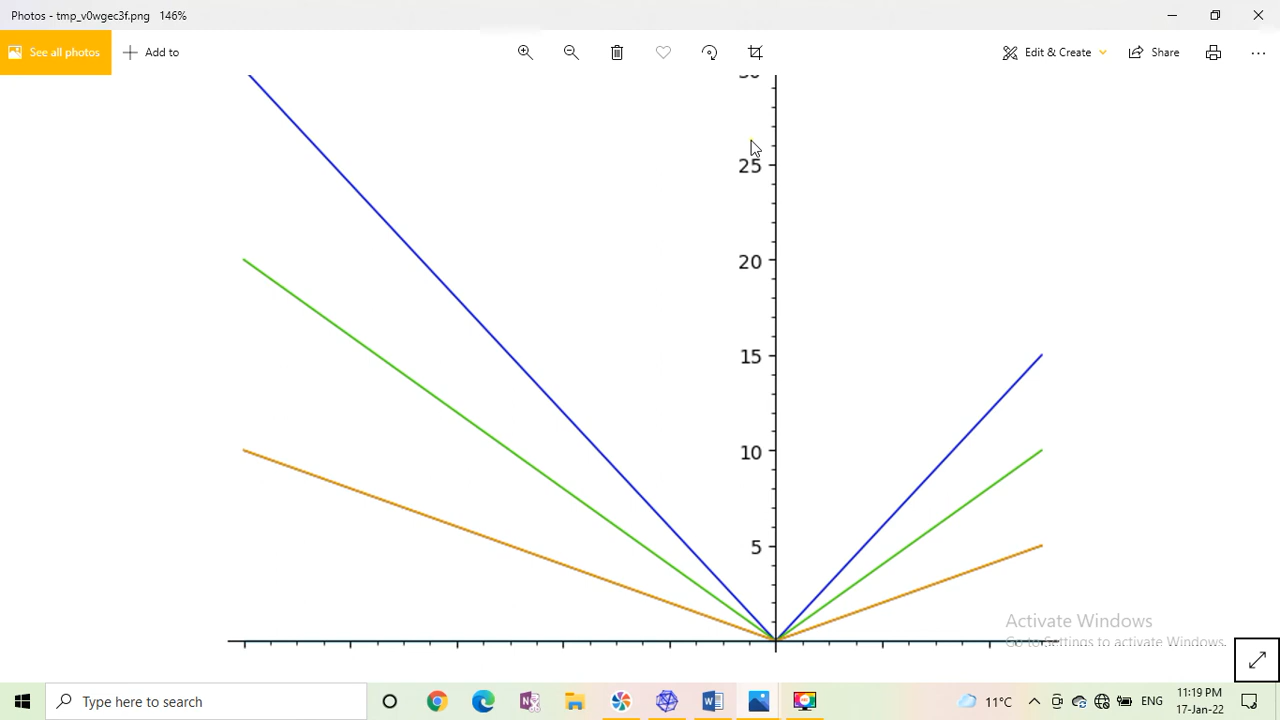 Photos - tmp_v0wgec3f.png 146%
See all photos
Add to
Edit & Create
Share
30
25
20
15
10
5
Activate Windows
Go to Settings to activate Windows.
Type here to search
11°C
ENG
11:19 PM
17-Jan-22